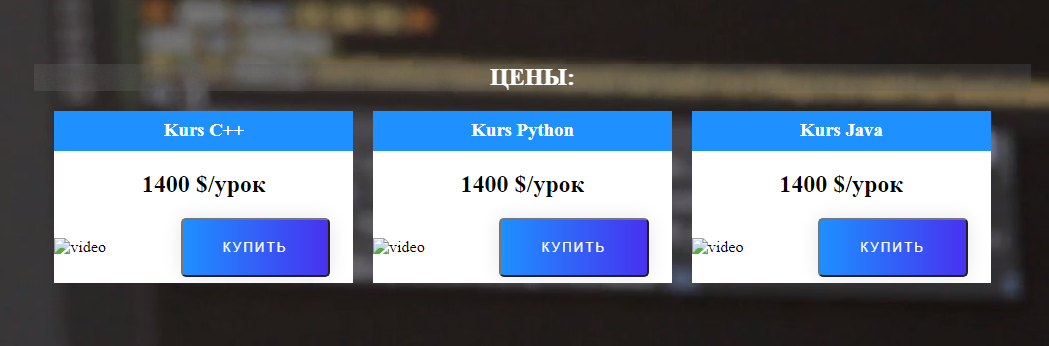 ЦЕНЫ:
Kurs C++
Kurs Python
Kurs Java
1400 $/урок
1400 $/урок
1400 $/урок
video
КУПИТЬ
video
КУПИТЬ
video
КУПИТЬ